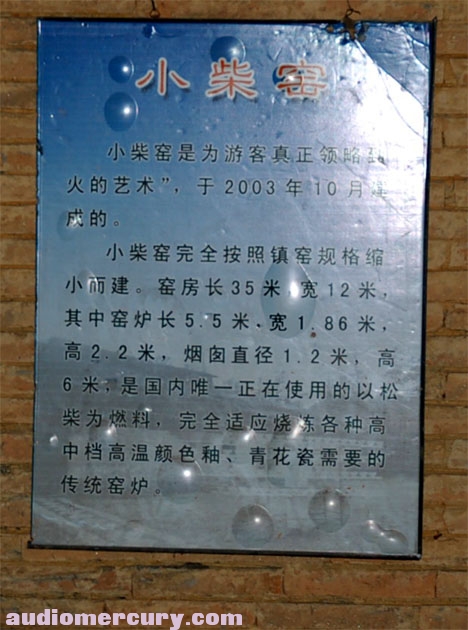 小柴窑
小柴窑是为游客真正领略到
火的艺术”,于2003年10月建
成的。
小柴窑完全按照镇窑规格缩
小而建。窑房长35米,宽12米,
其中窑炉长5.5米、宽1.86米,
高2.2米,烟囱直径1.2米,高
6米,是国内唯一正在使用的以松
柴为燃料,完全适应烧炼各种高
中档高温颜色釉、青花瓷需要的
传统窑炉。
audiomercury.com